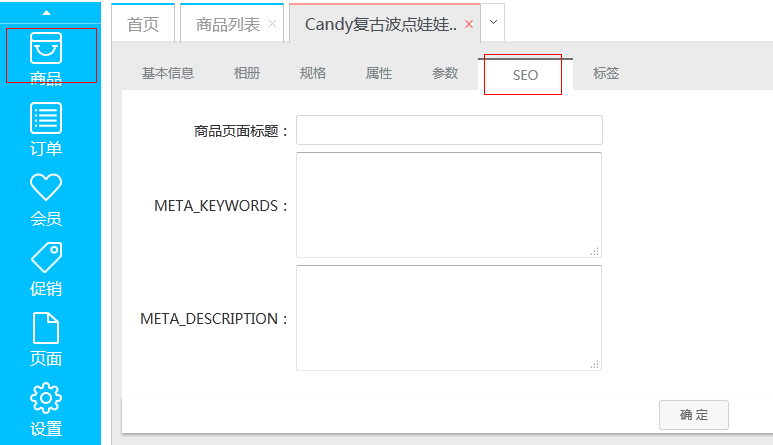 首页
商品列表
Candy复古波点娃娃..
商品
订单
会员
促销
页面
设置
基本信息
相册
规格
属性
参数
SEO
标签
商品页面标题：
META_KEYWORDS：
META_DESCRIPTION：
确 定